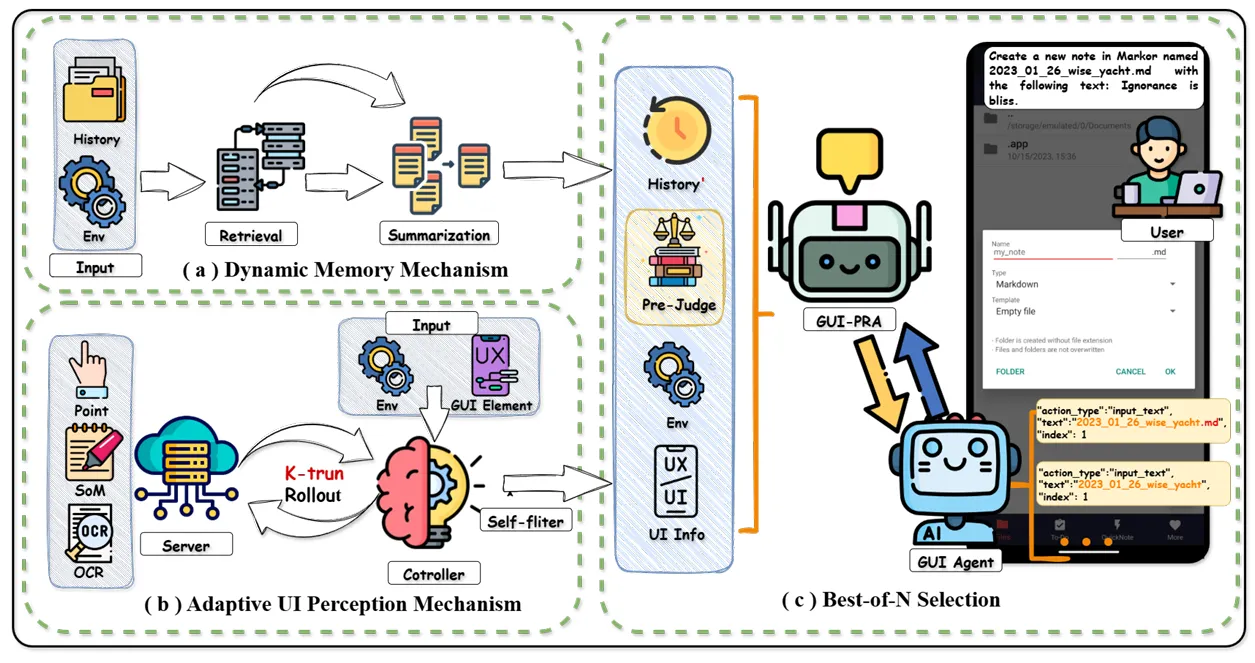 History
Env
Input
Retrieval
Summarization
( a ) Dynamic Memory Mechanism
Point
SoM
OCR
OCR
Server
K-trun
Rollout
Input
Env
UX
GUI Element
Cotroller
Self-fliter
( b ) Adaptive UI Perception Mechanism
History'
Pre-Judge
Env
UX
UI
UI Info
GUI-PRA
AI
GUI Agent
Create a new note in Markor named
2023_01_26_wise_yacht.md with
the following text: Ignorance is
bliss.
..
/storage/emulated/0/Documents
.app
10/15/2023, 15:36
User
Name
my_note
.md
Type
Markdown
Template
Empty file
· Folder is created without file extension
· Files and folders are not overwritten
FOLDER CANCEL OK
"action_type":"input_text",
"text":"2023_01_26_wise_yacht.md",
"index": 1
"action_type":"input_text",
"text":"2023_01_26_wise_yacht",
"index": 1
QuickNote
More
( c ) Best-of-N Selection